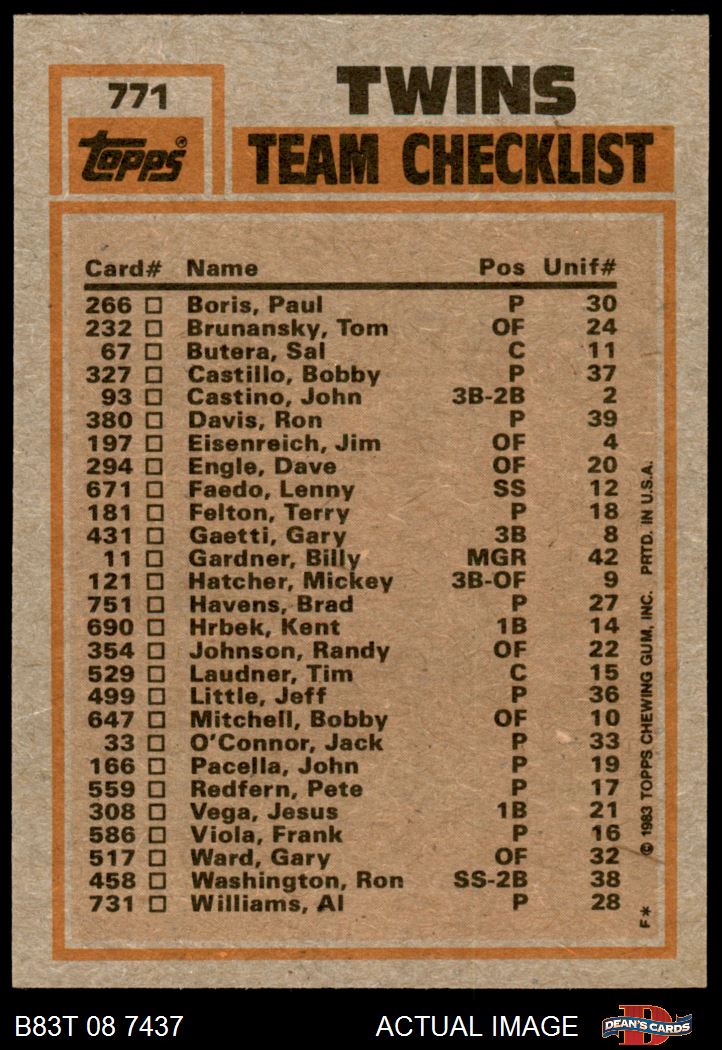 771
TWINS
Topps®
TEAM CHECKLIST
Card# Name Pos Unif#
266 □ Boris, Paul P 30
232 □ Brunansky, Tom OF 24
67 □ Butera, Sal C 11
327 □ Castillo, Bobby P 37
93 □ Castino, John 3B-2B 2
380 □ Davis, Ron P 39
197 □ Eisenreich, Jim OF 4
294 □ Engle, Dave OF 20
671 □ Faedo, Lenny SS 12
181 □ Felton, Terry P 18
431 □ Gaetti, Gary 3B 8
11 □ Gardner, Billy MGR 42
121 □ Hatcher, Mickey 3B-OF 9
751 □ Havens, Brad P 27
690 □ Hrbek, Kent 1B 14
354 □ Johnson, Randy OF 22
529 □ Laudner, Tim C 15
499 □ Little, Jeff P 36
647 □ Mitchell, Bobby OF 10
33 □ O'Connor, Jack P 33
166 □ Pacella, John P 19
559 □ Redfern, Pete P 17
308 □ Vega, Jesus 1B 21
586 □ Viola, Frank P 16
517 □ Ward, Gary OF 32
458 □ Washington, Ron SS-2B 38
731 □ Williams, Al P 28
F* © 1983 TOPPS CHEWING GUM, INC. PRTD. IN U.S.A.
B83T 08 7437 ACTUAL IMAGE
D
DEAN'S CARDS